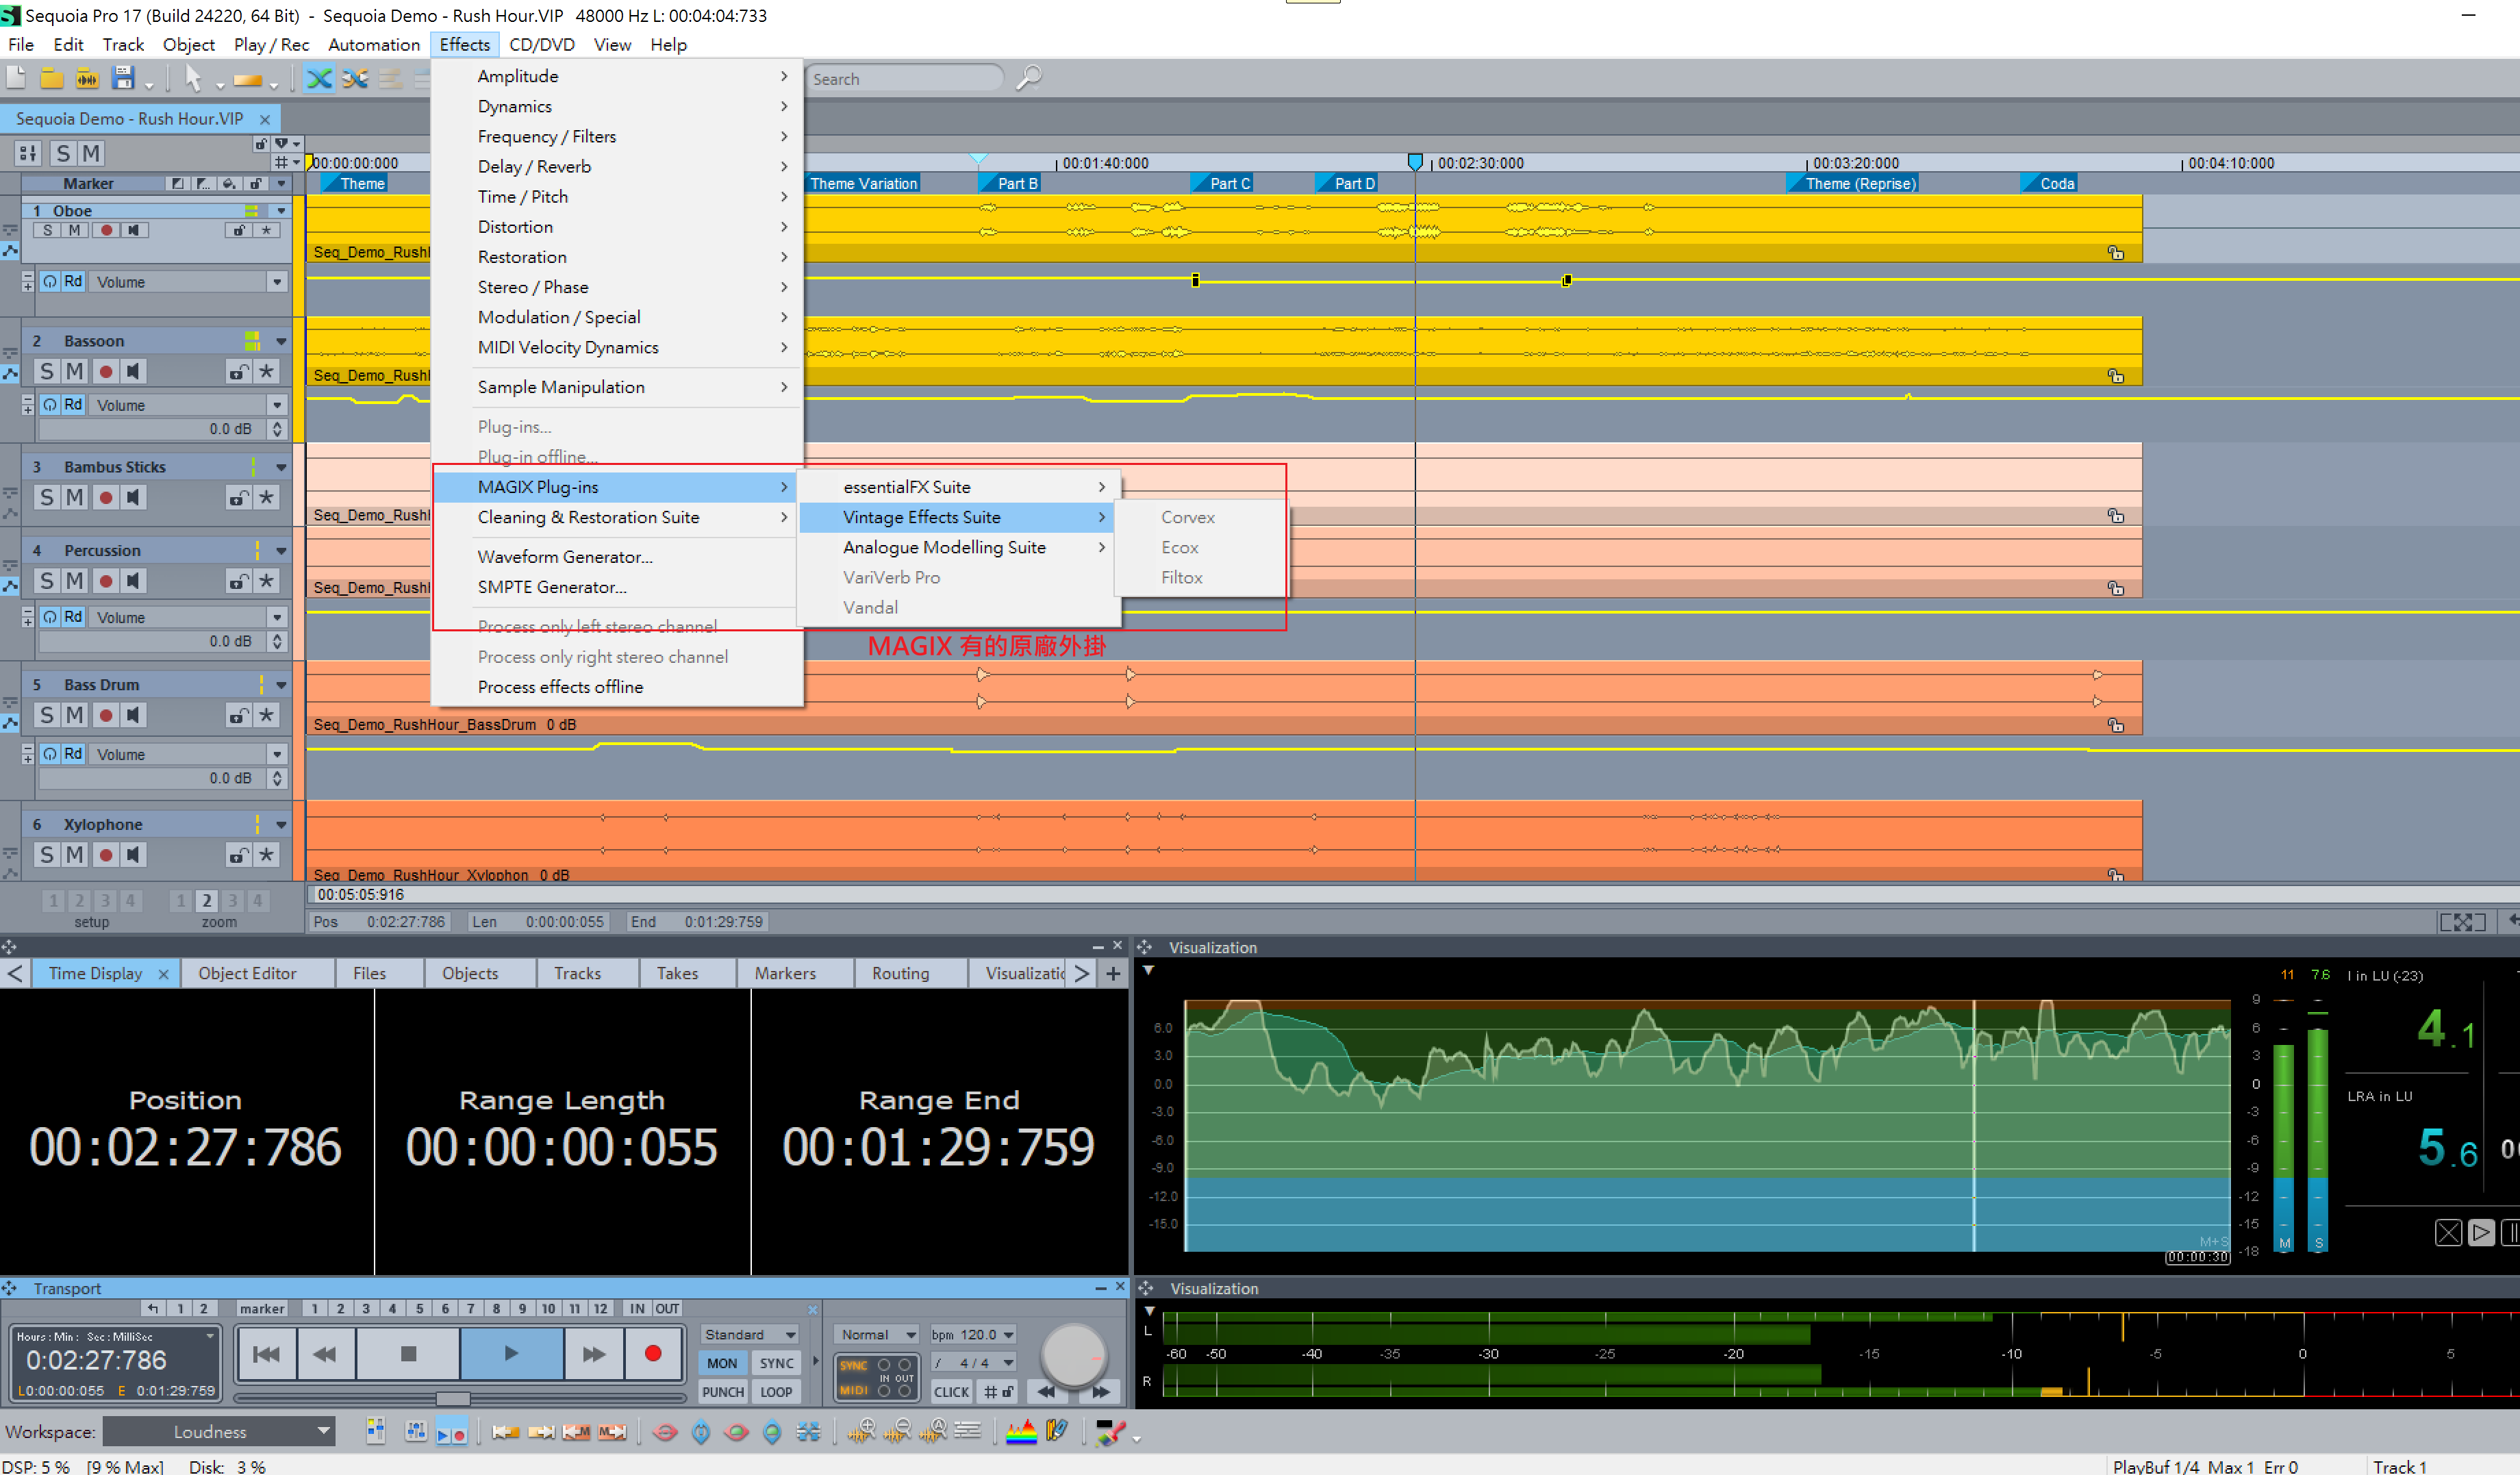 Sequoia Pro 17 (Build 24220, 64 Bit)  -  Sequoia Demo - Rush Hour.VIP   48000 Hz L: 00:04:04:733
File Edit Track Object Play / Rec Automation Effects CD/DVD View Help
Search
Sequoia Demo - Rush Hour.VIP
S M
00:00:00:000 00:01:40:000 00:02:30:000 00:03:20:000 00:04:10:000
Marker
Theme Theme Variation Part B Part C Part D Theme (Reprise) Coda
1 Oboe
S M
Seq_Demo_RushH
Rd Volume
2 Bassoon
S M
Seq_Demo_RushH
Rd Volume
0.0 dB
3 Bambus Sticks
S M
Seq_Demo_RushH
4 Percussion
S M
Seq_Demo_RushH
Rd Volume
0.0 dB
5 Bass Drum
S M
Seq_Demo_RushHour_BassDrum 0 dB
Rd Volume
0.0 dB
6 Xylophone
S M
Seq_Demo_RushHour_Xylophon 0 dB
Amplitude
Dynamics
Frequency / Filters
Delay / Reverb
Time / Pitch
Distortion
Restoration
Stereo / Phase
Modulation / Special
MIDI Velocity Dynamics
Sample Manipulation
Plug-ins...
Plug-in offline...
MAGIX Plug-ins
Cleaning & Restoration Suite
Waveform Generator...
SMPTE Generator...
Process only left stereo channel
Process only right stereo channel
Process effects offline
essentialFX Suite
Vintage Effects Suite
Analogue Modelling Suite
VariVerb Pro
Vandal
Corvex
Ecox
Filtox
MAGIX 有的原廠外掛
1 2 3 4 1 2 3 4
setup zoom
00:05:05:916
Pos 0:02:27:786 Len 0:00:00:055 End 0:01:29:759
Time Display Object Editor Files Objects Tracks Takes Markers Routing Visualizatic
Position
00:02:27:786
Range Length
00:00:00:055
Range End
00:01:29:759
Visualization
6.0
3.0
0.0
-3.0
-6.0
-9.0
-12.0
-15.0
M+S
00:00:30
11 7.6
9
6
3
0
-3
-6
-9
-12
-15
-18
M S
I in LU (-23)
4.1
LRA in LU
5.6
Transport
1 2 marker 1 2 3 4 5 6 7 8 9 10 11 12 IN OUT
Hours : Min : Sec : MilliSec
0:02:27:786
L 0:00:00:055 E 0:01:29:759
Standard
MON SYNC
PUNCH LOOP
Normal
SYNC
IN OUT
MIDI
bpm 120.0
/ 4 / 4
CLICK #
Visualization
L
-60 -50 -40 -35 -30 -25 -20 -15 -10 -5 0 5
R
Workspace: Loudness
DSP: 5 % [9 % Max] Disk: 3 %
PlayBuf 1/4 Max 1 Err 0 Track 1